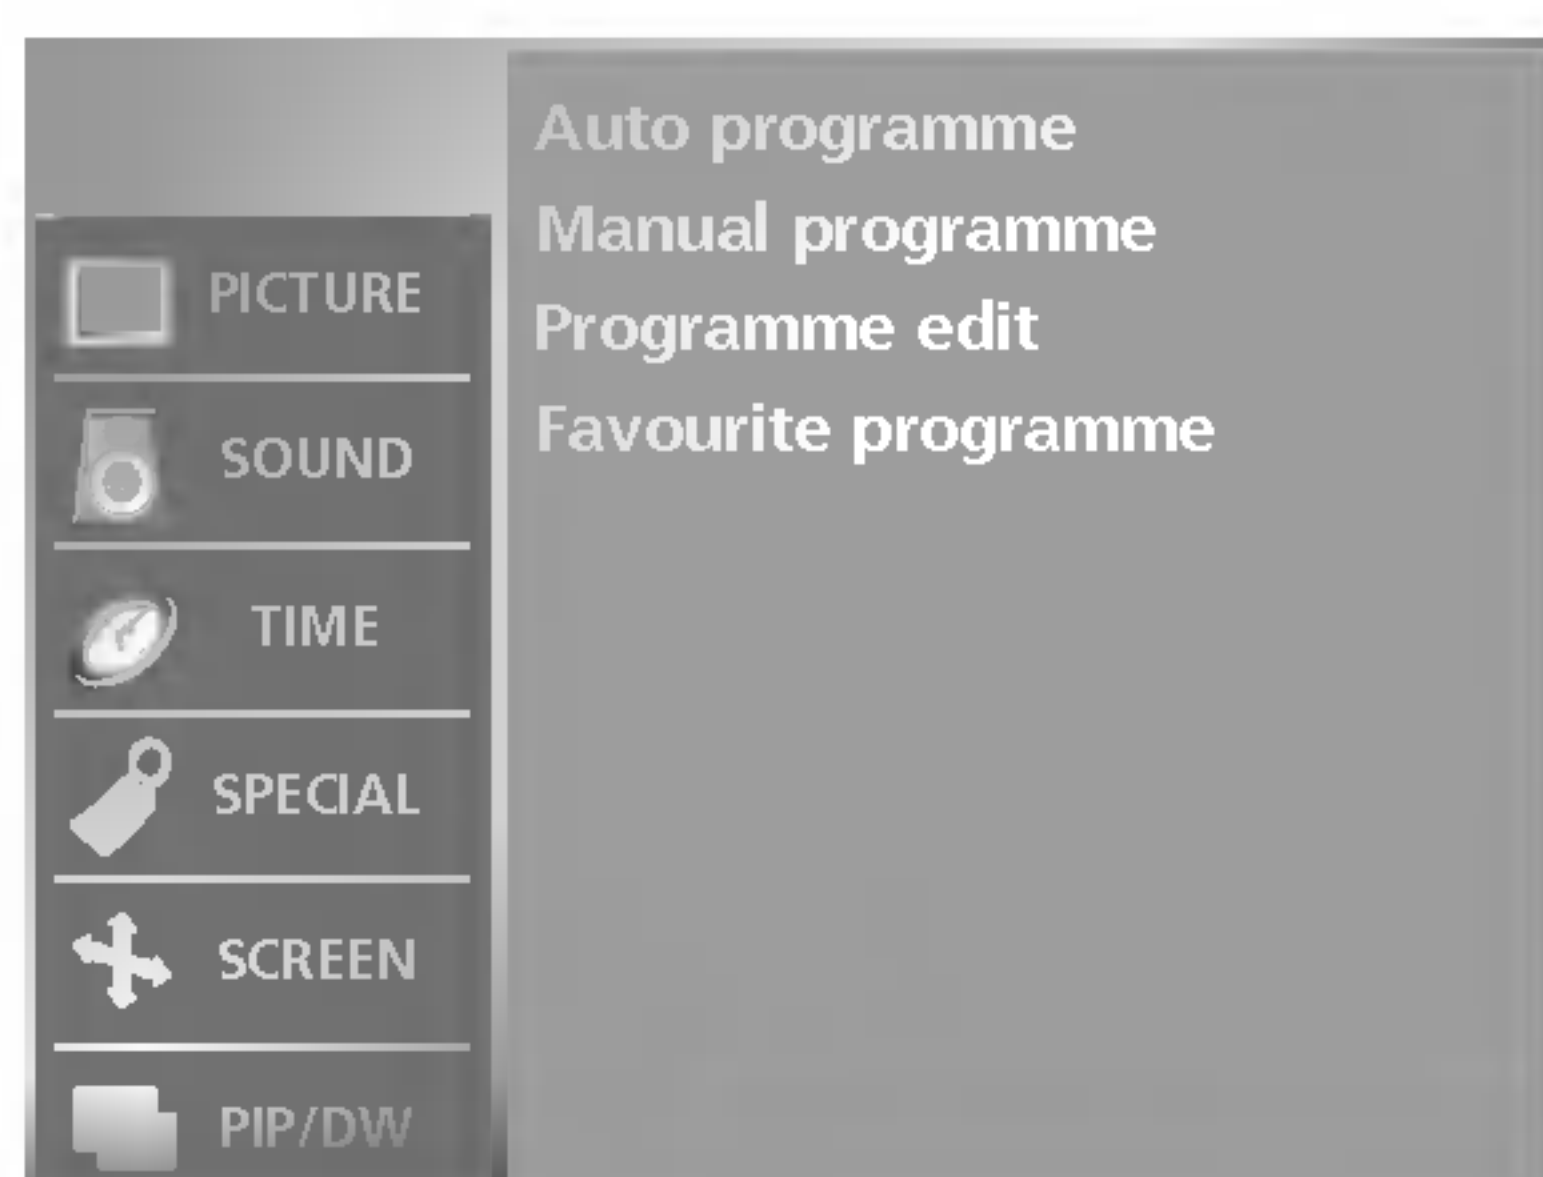 PICTURE
SOUND
TIME
SPECIAL
SCREEN
PIP/DW
Auto programme
Manual programme
Programme edit
Favourite programme